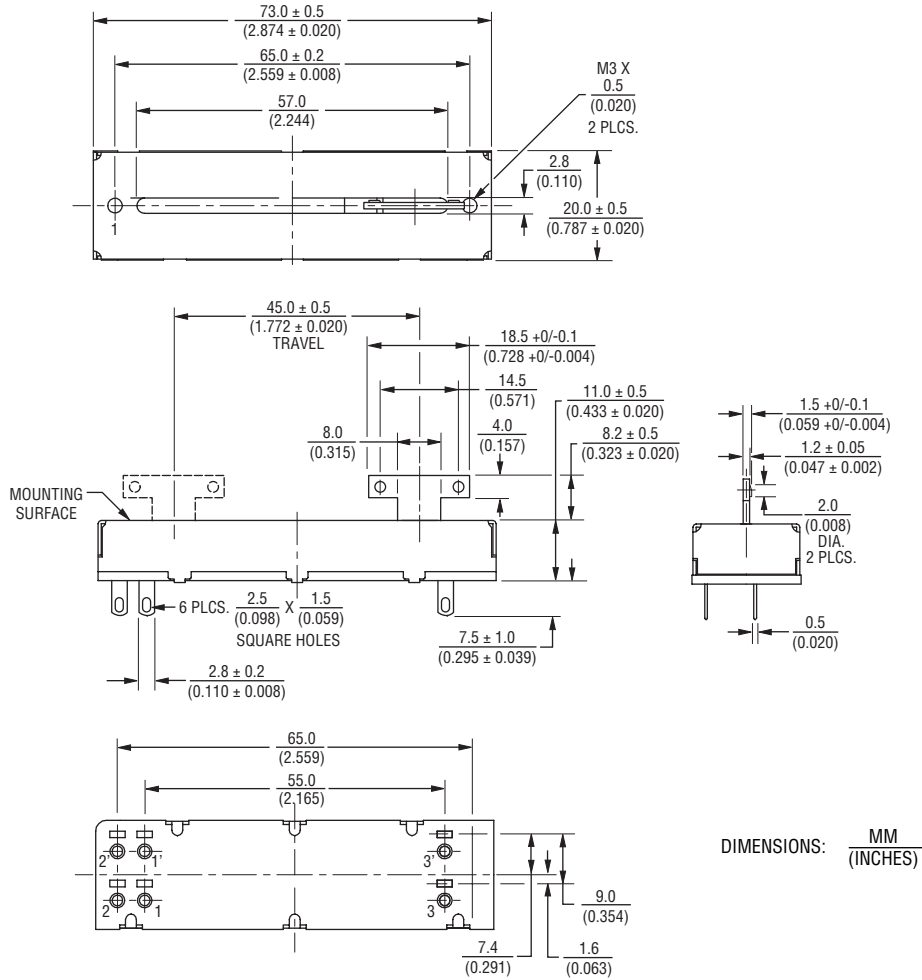 73.0 ± 0.5
(2.874 ± 0.020)
65.0 ± 0.2
(2.559 ± 0.008)
57.0
(2.244)
M3 X
0.5
(0.020)
2 PLCS.
2.8
(0.110)
20.0 ± 0.5
(0.787 ± 0.020)
1
45.0 ± 0.5
(1.772 ± 0.020)
TRAVEL
18.5 +0/-0.1
(0.728 +0/-0.004)
14.5
(0.571)
11.0 ± 0.5
(0.433 ± 0.020)
8.0
(0.315)
4.0
(0.157)
8.2 ± 0.5
(0.323 ± 0.020)
1.5 +0/-0.1
(0.059 +0/-0.004)
1.2 ± 0.05
(0.047 ± 0.002)
MOUNTING
SURFACE
2.0
(0.008)
DIA.
2 PLCS.
6 PLCS. 2.5 X 1.5
(0.098) (0.059)
SQUARE HOLES
7.5 ± 1.0
(0.295 ± 0.039)
0.5
(0.020)
2.8 ± 0.2
(0.110 ± 0.008)
65.0
(2.559)
55.0
(2.165)
2' 1' 3'
2 1 3
9.0
(0.354)
7.4
(0.291)
1.6
(0.063)
DIMENSIONS: MM
(INCHES)